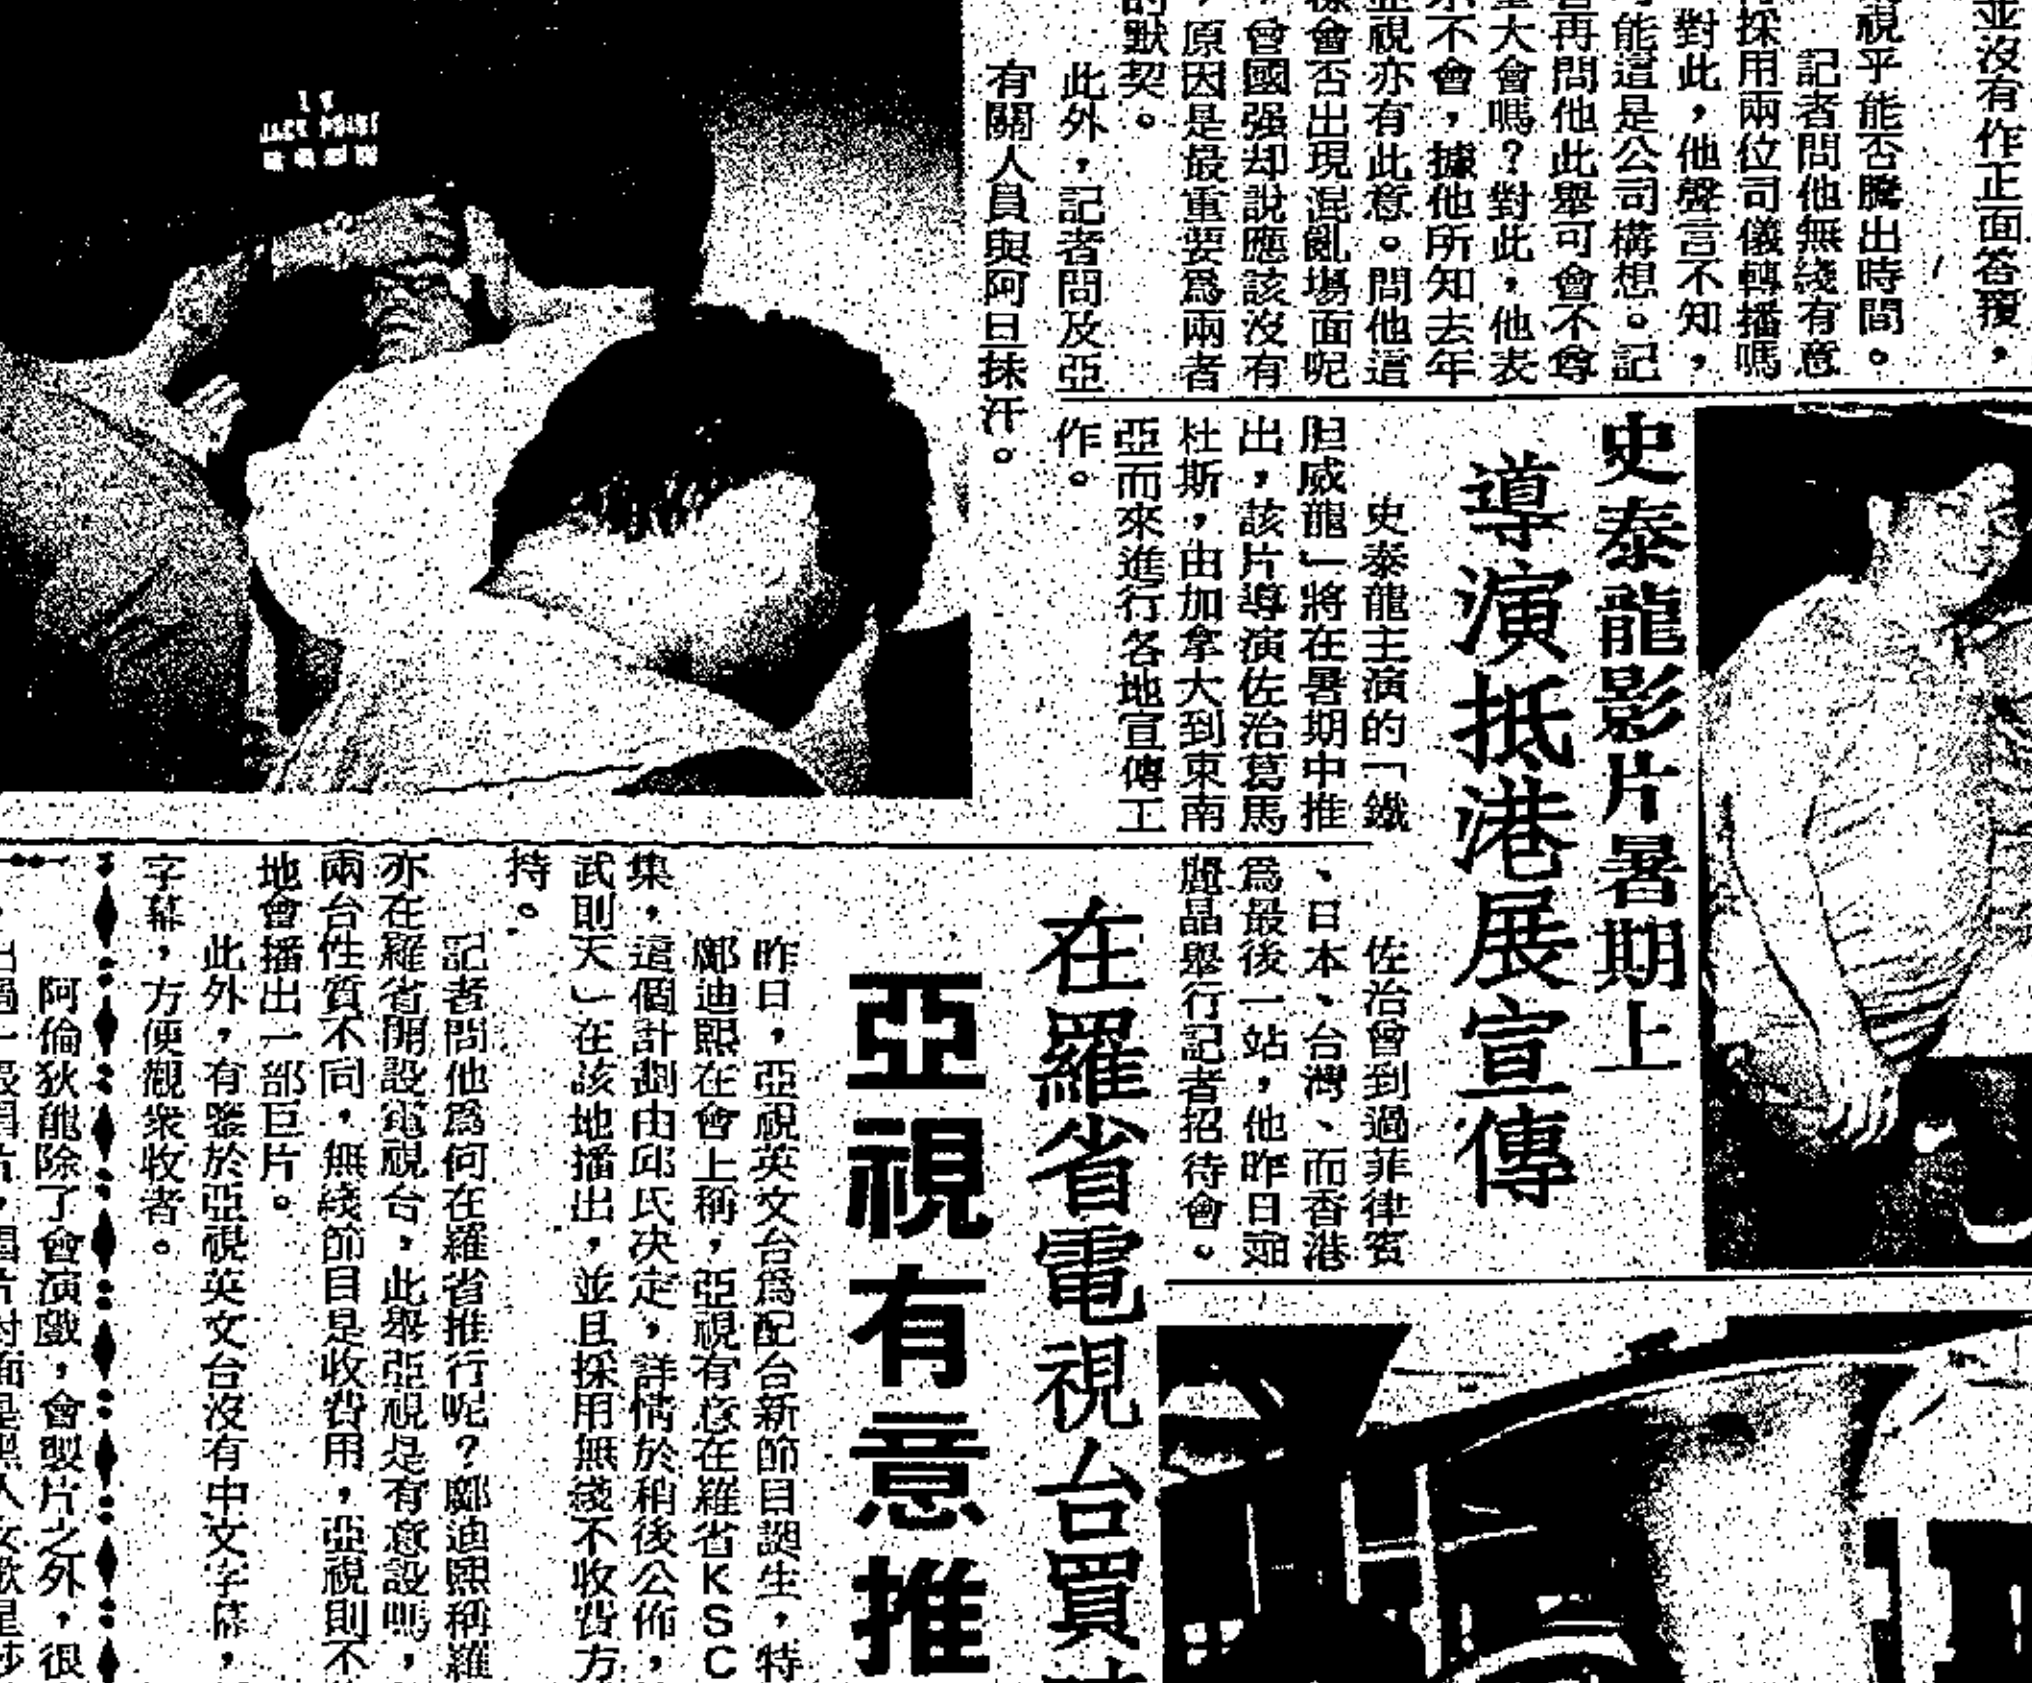 並沒有作正面答覆，
視乎能否騰出時間。
記者問他無綫有意
採用兩位司儀轉播嗎
對此，他聲言不知，
能這是公司構想。記
再問他此舉可會不尊
重大會嗎？對此，他表
示不會，據他所知去年
亞視亦有此意。問他這
樣會否出現混亂場面呢
，曾國强却說應該沒有
，原因是最重要爲兩者
的默契。
此外，記者問及亞
有關人員與阿旦抹汗。
史泰龍影片暑期上
導演抵港展宣傳
史泰龍主演的「鐵
胆威龍」將在暑期中推
出，該片導演佐治葛馬
杜斯，由加拿大到東南
亞而來進行各地宣傳工
作。
佐治曾到過菲律賓
、日本、台灣、而香港
爲最後一站，他昨日蒞
麗晶舉行記者招待會。
在羅省電視台買
亞視有意推
昨日，亞視英文台爲配台新節目誕生，特
鄺迪熙在會上稱，亞視有意在羅省KSC
集，這個計劃由邱氏決定，詳情於稍後公佈，
武則天」在該地播出，並且採用無綫不收費方
持。
記者問他爲何在羅省推行呢？鄺迪熙稱羅
亦在羅省開設電視台，此舉亞視是有意設嗎，
兩台性質不同，無綫節目是收費用，亞視則不
地會播出一部巨片。
此外，有鑒於亞視英文台沒有中文字幕，
字幕，方便觀衆收者。
阿倫狄龍除了會演戲，會製片之外，很